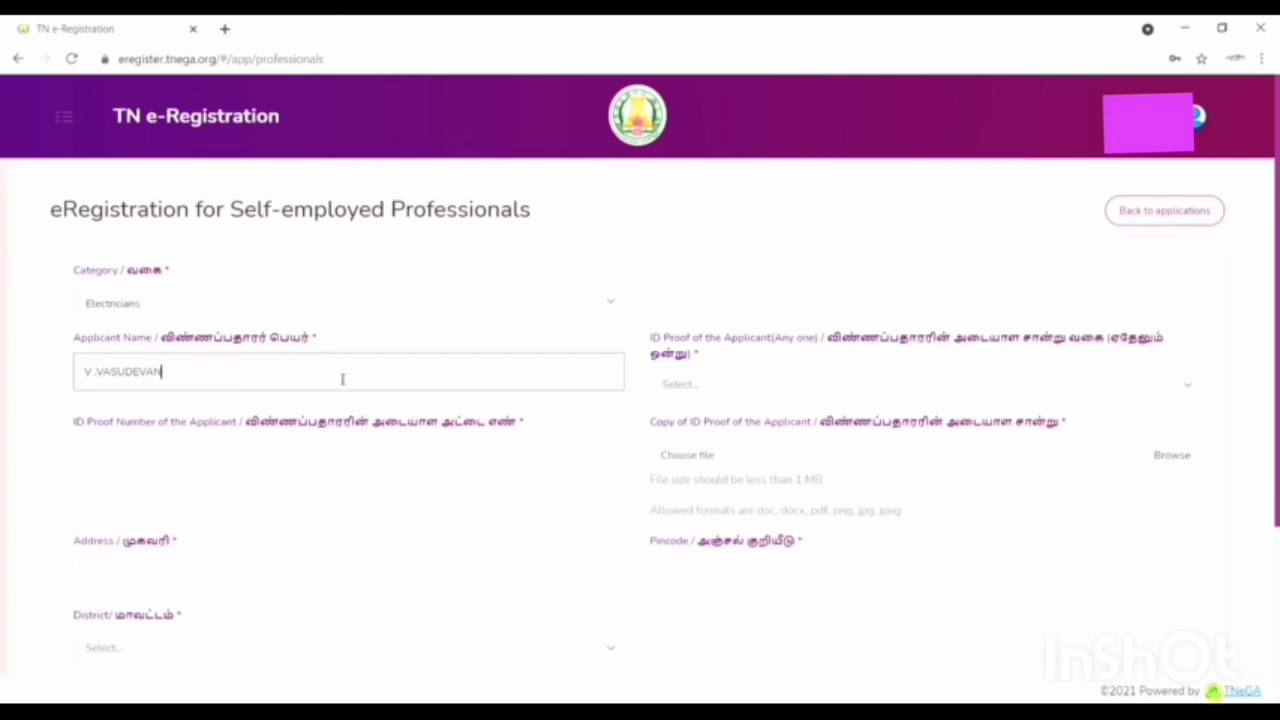 TN e-Registration
eregister.tnega.org/#/app/professionals
TN e-Registration
eRegistration for Self-employed Professionals
Back to applications
Category / வகை *
Electricians
Applicant Name / விண்ணப்பதாரர் பெயர் *
V .VASUDEVAN
ID Proof of the Applicant(Any one) / விண்ணப்பதாரரின் அடையாள சான்று வகை (ஏதேனும்
ஒன்று) *
Select...
ID Proof Number of the Applicant / விண்ணப்பதாரரின் அடையாள அட்டை எண் *
Copy of ID Proof of the Applicant / விண்ணப்பதாரரின் அடையாள சான்று *
Choose file
Browse
File size should be less than 1 MB
Allowed formats are doc, docx, pdf, png, jpg, jpeg
Address / முகவரி *
Pincode / அஞ்சல் குறியீடு *
District/ மாவட்டம் *
Select...
InShOt
©2021 Powered by TNeGA